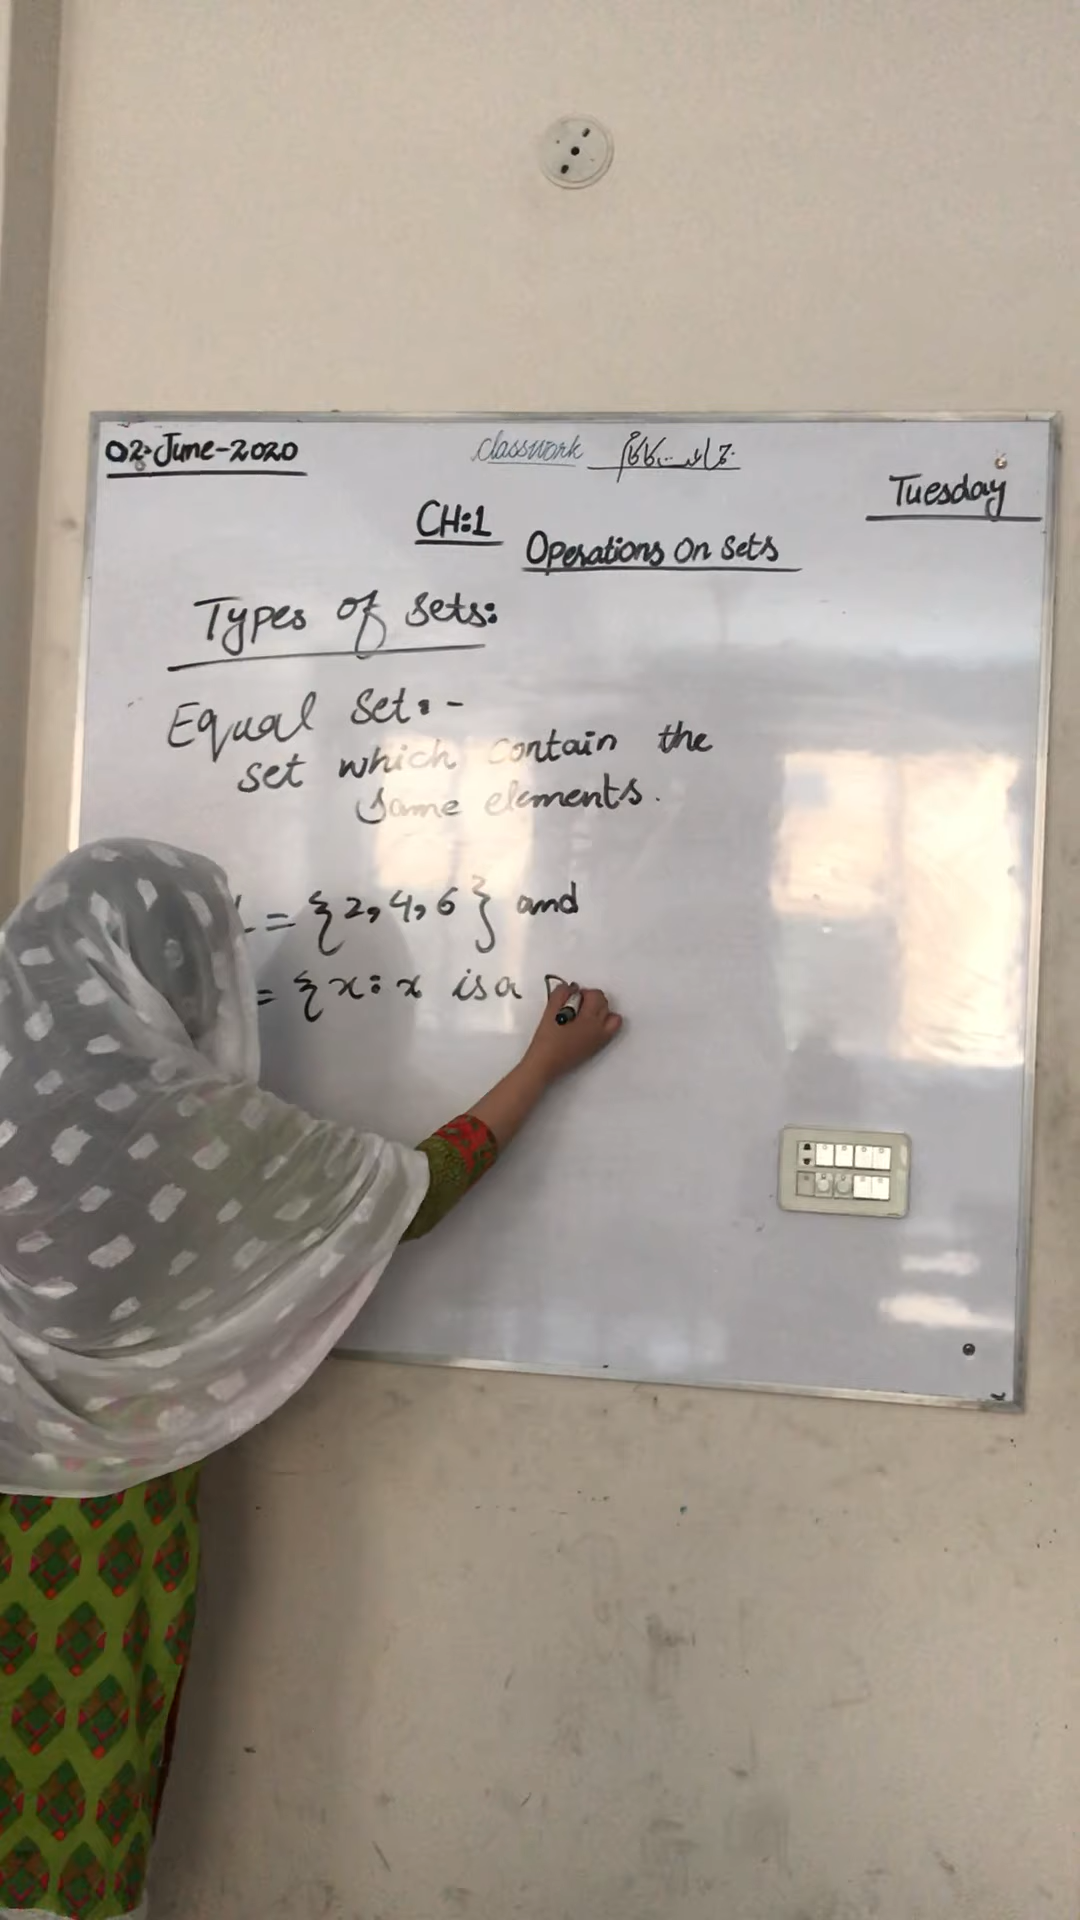 02-June-2020
Classwork
Tuesday
CH:1
Operations On Sets
Types of Sets:
Equal Set:-
set which contain the
same elements.
= {2,4,6} and
= {x:x is a